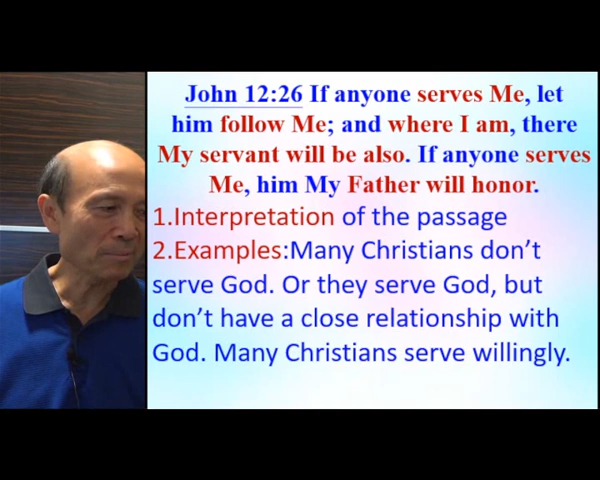 John 12:26 If anyone serves Me, let
him follow Me; and where I am, there
My servant will be also. If anyone serves
Me, him My Father will honor.
1.Interpretation of the passage
2.Examples:Many Christians don’t
serve God. Or they serve God, but
don’t have a close relationship with
God. Many Christians serve willingly.